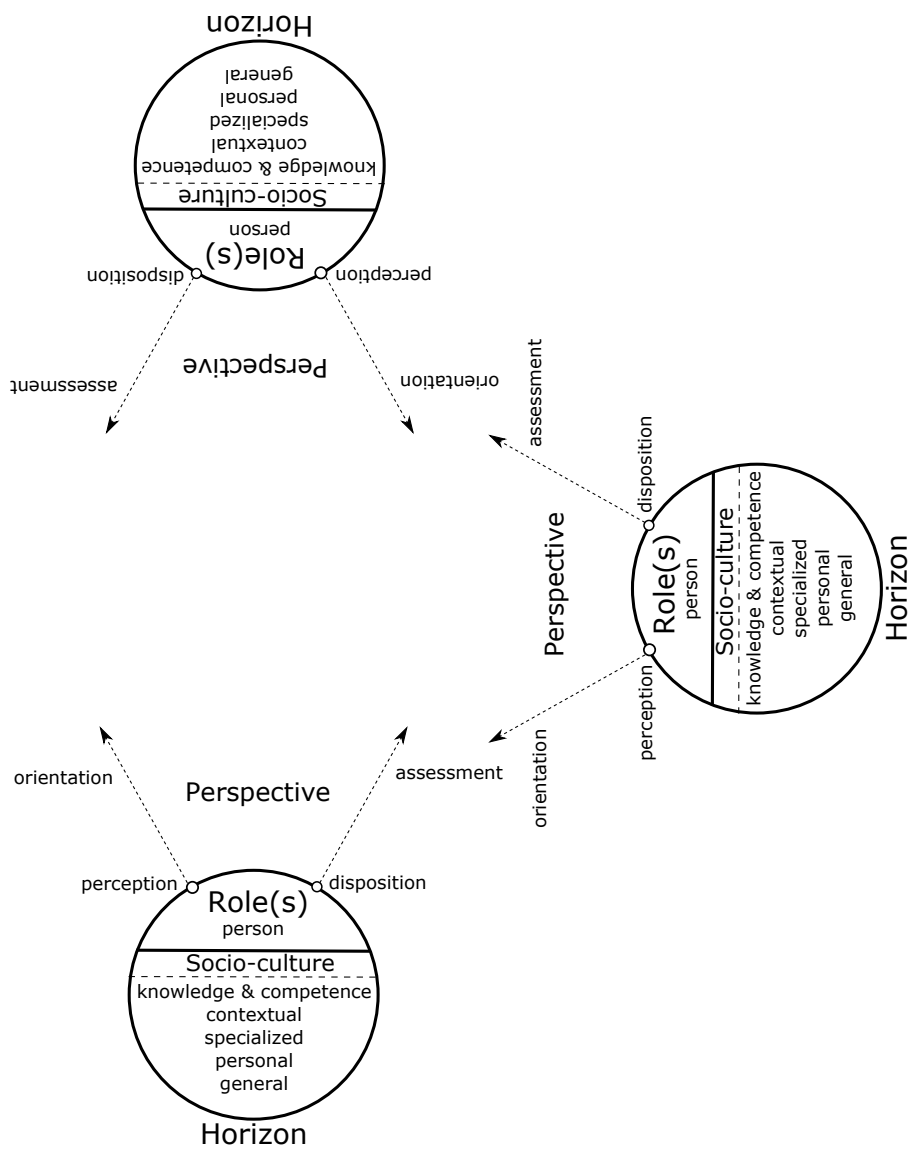 Horizon
general
personal
specialized
contextual
knowledge & competence
Socio-culture
person
Role(s)
disposition
perception
Perspective
assessment
orientation
assessment
disposition
Perspective
Role(s)
person
Socio-culture
knowledge & competence
contextual
specialized
personal
general
Horizon
perception
orientation
orientation
Perspective
assessment
perception
disposition
Role(s)
person
Socio-culture
knowledge & competence
contextual
specialized
personal
general
Horizon